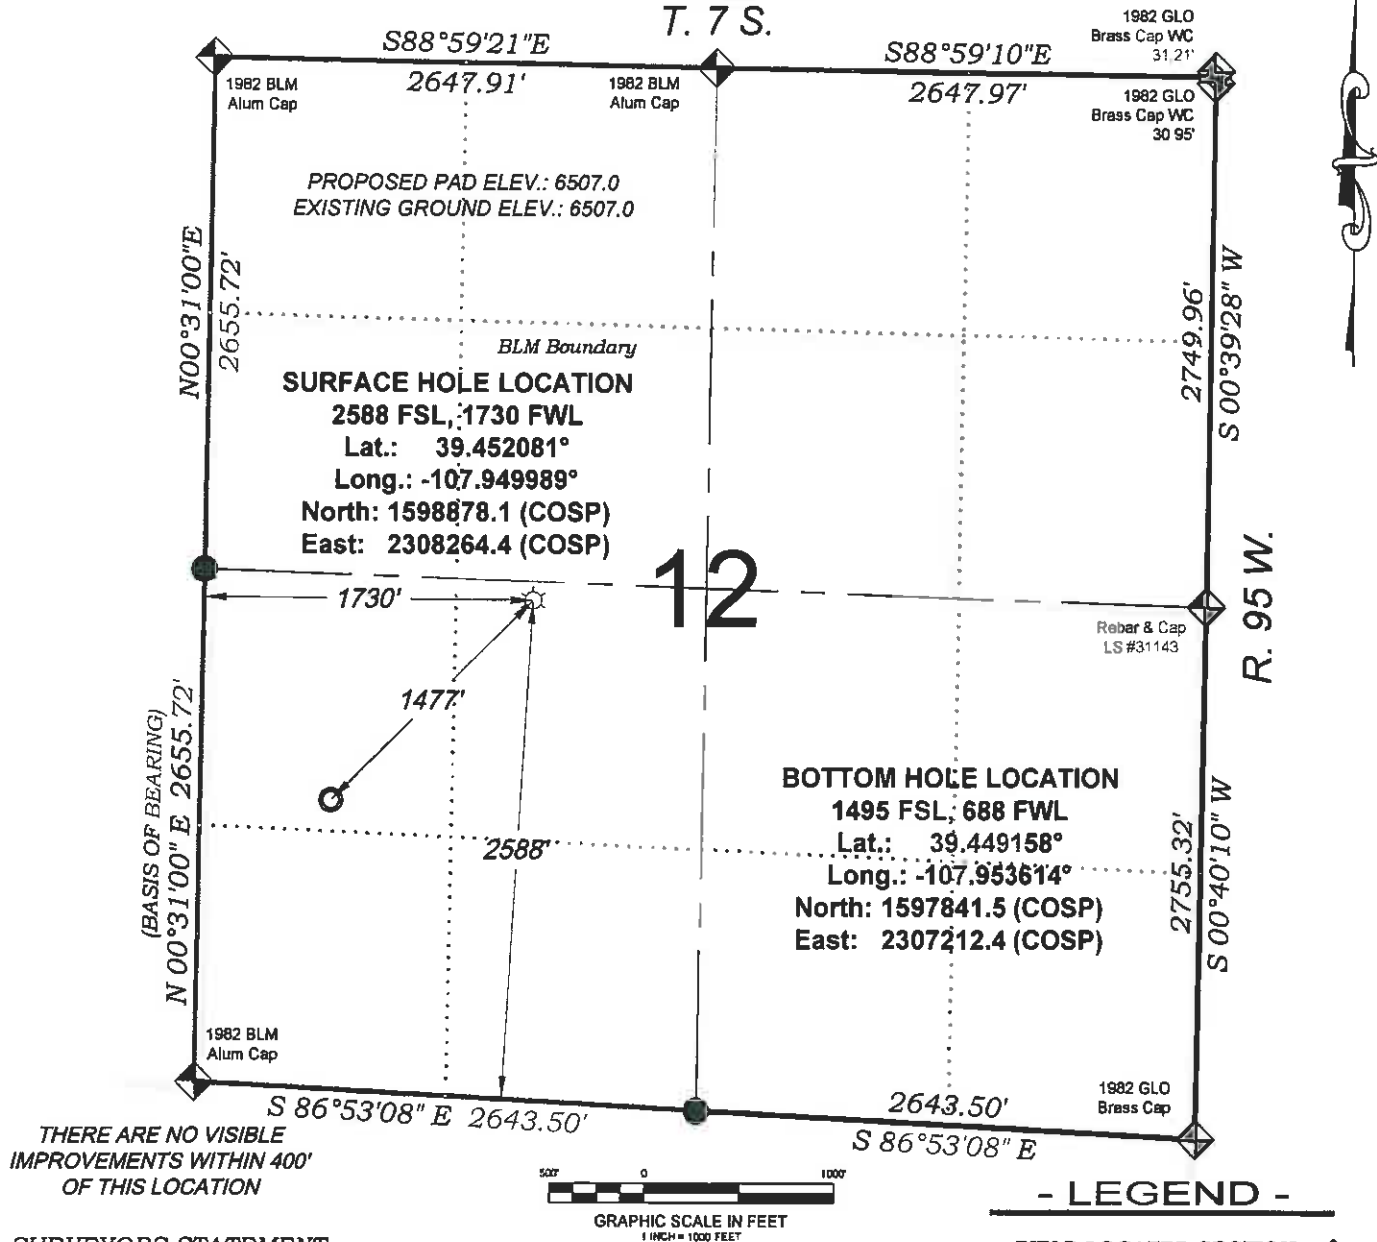 T. 7 S.
S88°59'21"E
2647.91'
S88°59'10"E
2647.97'
1982 GLO
Brass Cap WC
31.21'
1982 BLM
Alum Cap
1982 BLM
Alum Cap
1982 GLO
Brass Cap WC
30 95'
PROPOSED PAD ELEV.: 6507.0
EXISTING GROUND ELEV.: 6507.0
N00°31'00"E
2655.72'
2749.96'
S 00°39'28" W
BLM Boundary
SURFACE HOLE LOCATION
2588 FSL, 1730 FWL
Lat.: 39.452081°
Long.: -107.949989°
North: 1598878.1 (COSP)
East: 2308264.4 (COSP)
12
1730'
R. 95 W.
Rebar & Cap
LS #31143
1477'
(BASIS OF BEARING)
N 00°31'00" E 2655.72'
2588'
BOTTOM HOLE LOCATION
1495 FSL, 688 FWL
Lat.: 39.449158°
Long.: -107.953614°
North: 1597841.5 (COSP)
East: 2307212.4 (COSP)
2755.32'
S 00°40'10" W
1982 BLM
Alum Cap
S 86°53'08" E 2643.50'
2643.50'
S 86°53'08" E
1982 GLO
Brass Cap
THERE ARE NO VISIBLE
IMPROVEMENTS WITHIN 400'
OF THIS LOCATION
500' 0 1000'
GRAPHIC SCALE IN FEET
1 INCH = 1000 FEET
- LEGEND -
SURVEYORS STATEMENT